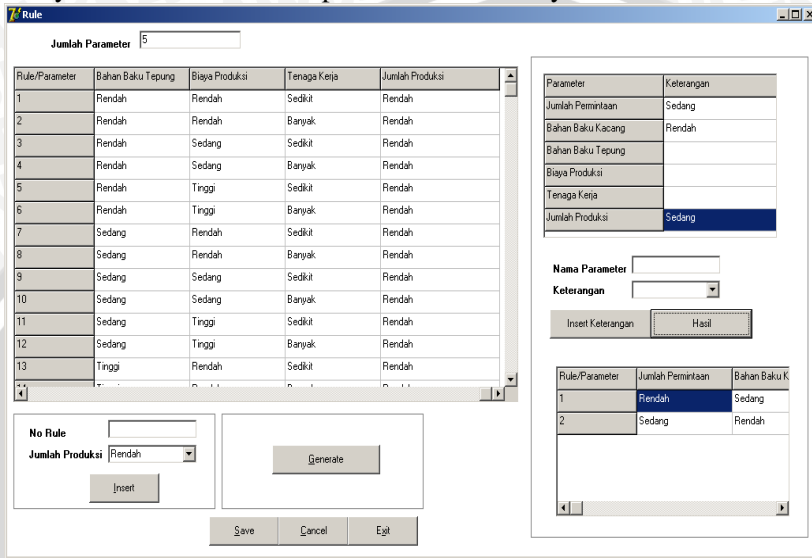 Rule
Jumlah Parameter 5
Rule/Parameter Bahan Baku Tepung Biaya Produksi Tenaga Kerja Jumlah Produksi
1 Rendah Rendah Sedikit Rendah
2 Rendah Rendah Banyak Rendah
3 Rendah Sedang Sedikit Rendah
4 Rendah Sedang Banyak Rendah
5 Rendah Tinggi Sedikit Rendah
6 Rendah Tinggi Banyak Rendah
7 Sedang Rendah Sedikit Rendah
8 Sedang Rendah Banyak Rendah
9 Sedang Sedang Sedikit Rendah
10 Sedang Sedang Banyak Rendah
11 Sedang Tinggi Sedikit Rendah
12 Sedang Tinggi Banyak Rendah
13 Tinggi Rendah Sedikit Rendah
No Rule
Jumlah Produksi Rendah
Insert
Generate
Save Cancel Exit
Parameter Keterangan
Jumlah Permintaan Sedang
Bahan Baku Kacang Rendah
Bahan Baku Tepung
Biaya Produksi
Tenaga Kerja
Jumlah Produksi Sedang
Nama Parameter
Keterangan
Insert Keterangan Hasil
Rule/Parameter Jumlah Permintaan Bahan Baku K
1 Rendah Sedang
2 Sedang Rendah